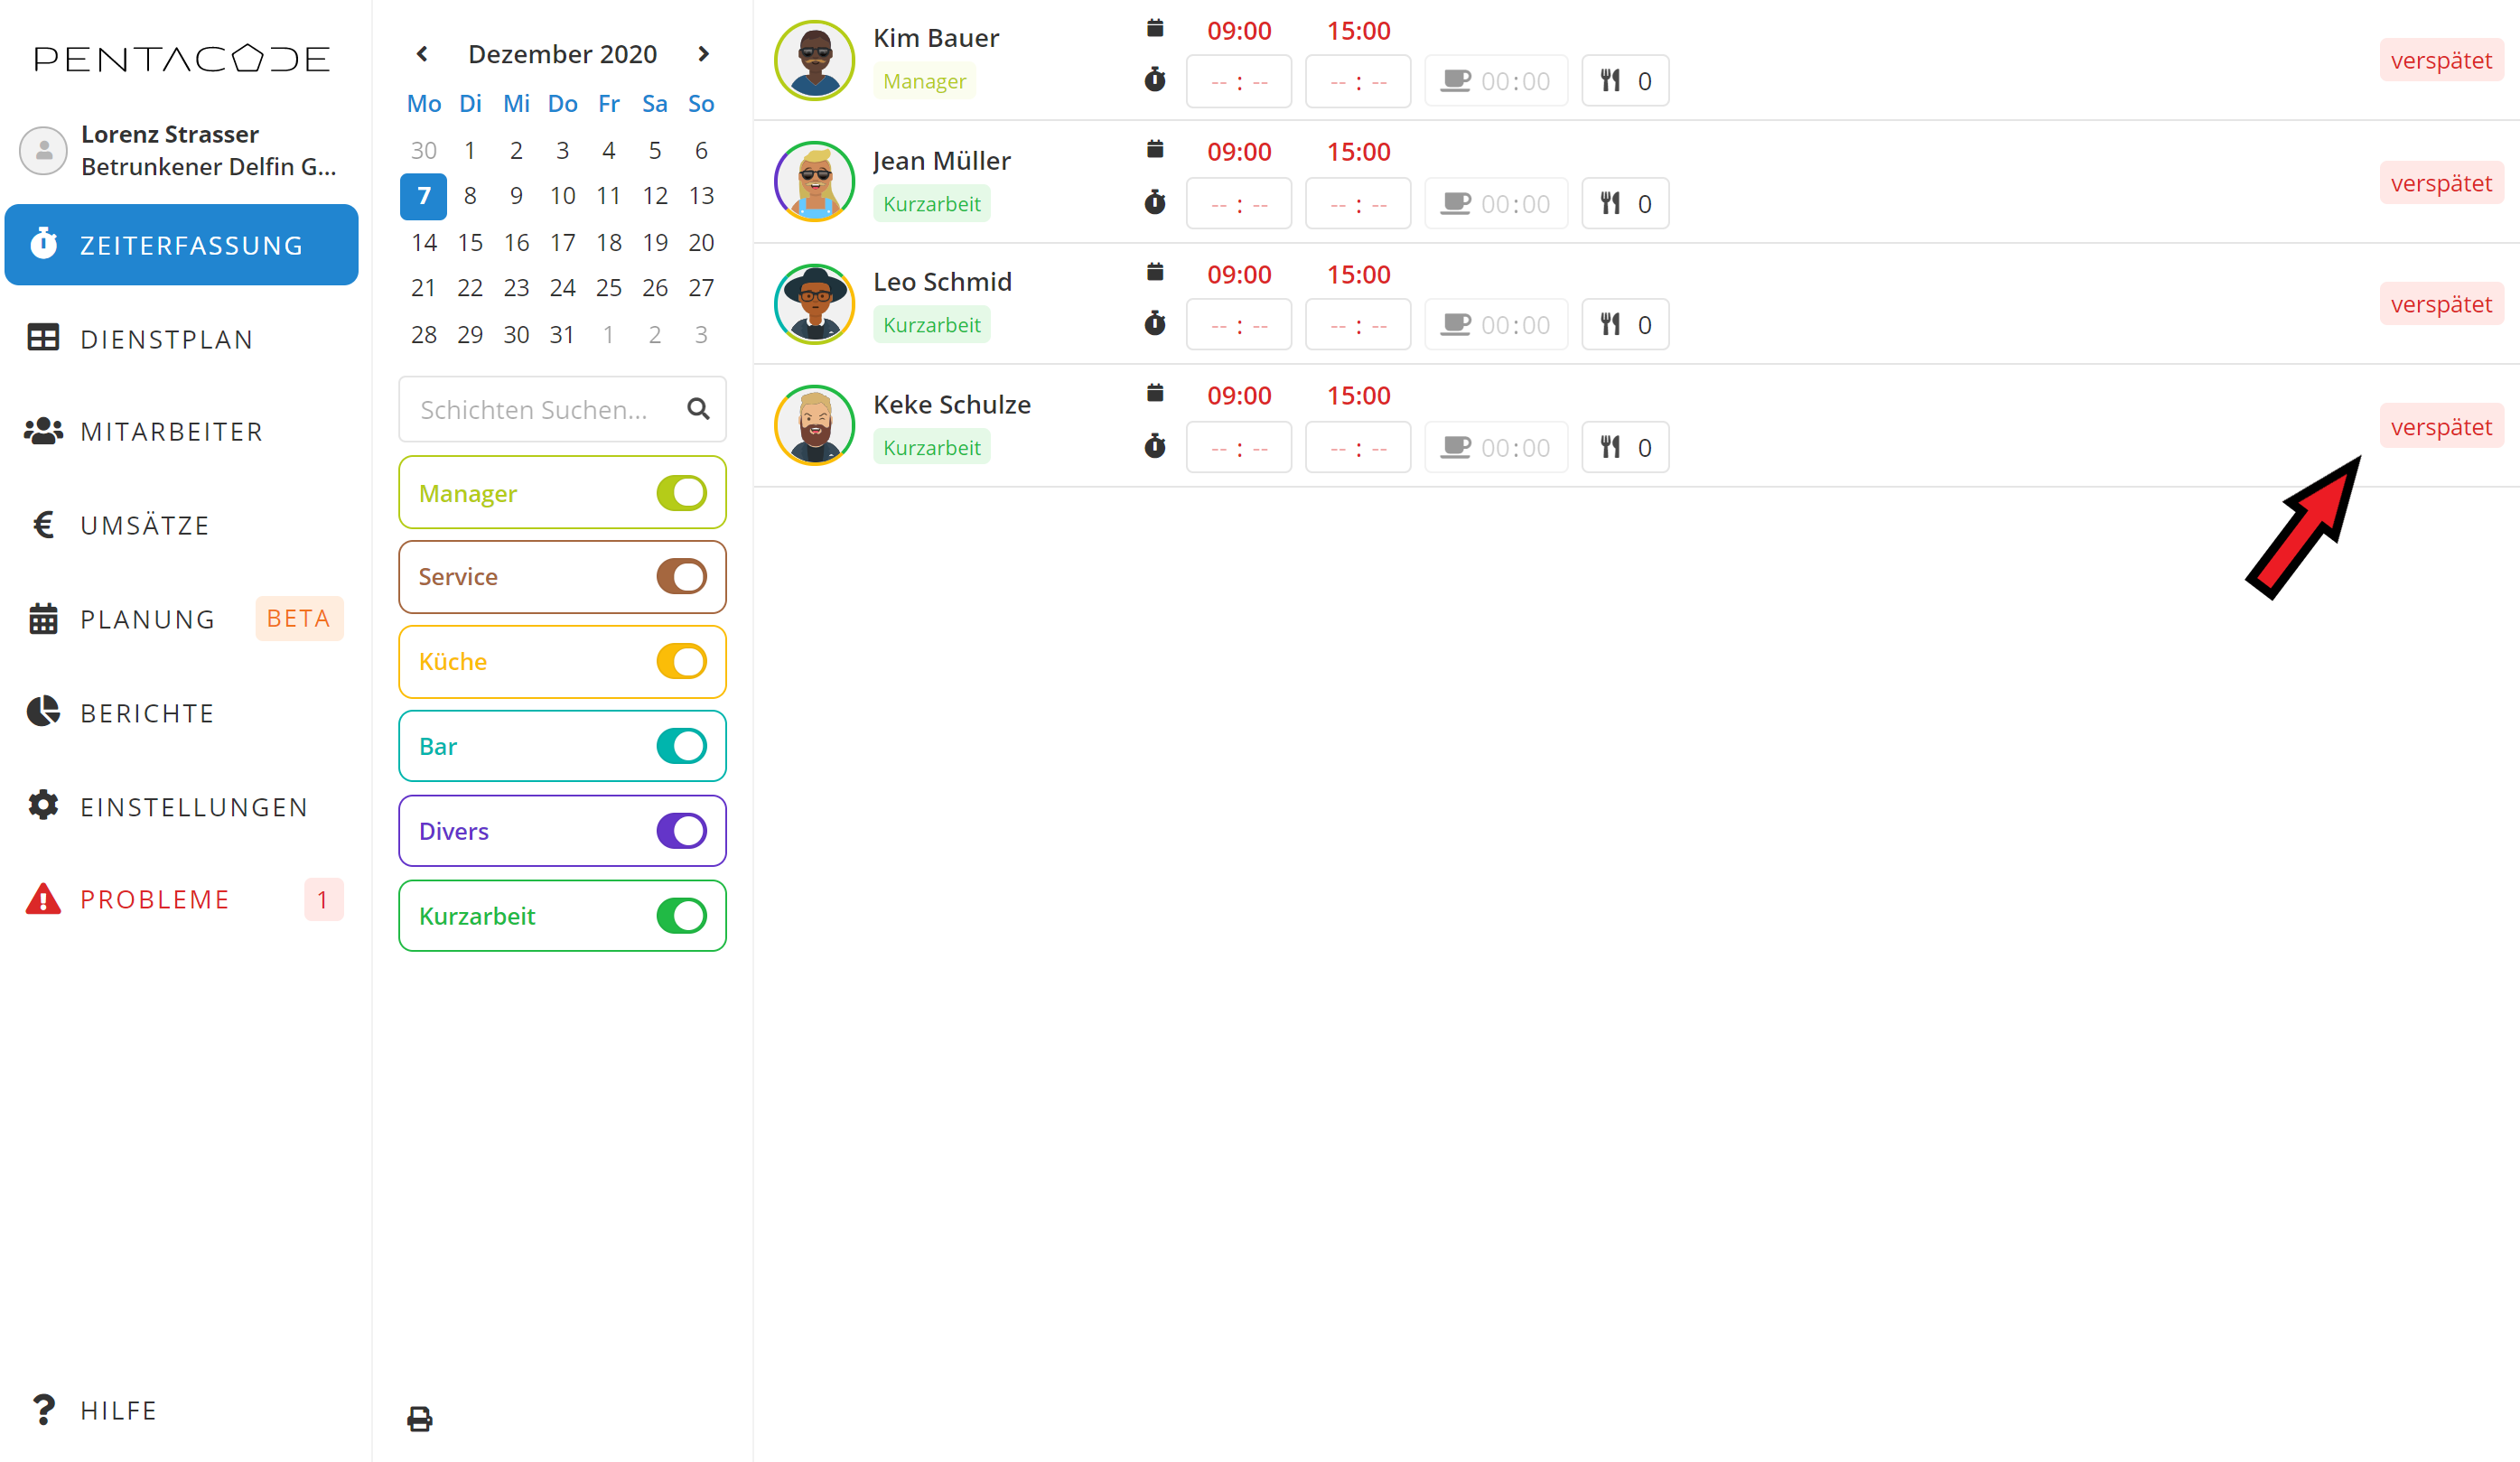 PENTACODE
Lorenz Strasser
Betrunkener Delfin G...
ZEITERFASSUNG
DIENSTPLAN
MITARBEITER
UMSÄTZE
PLANUNG BETA
BERICHTE
EINSTELLUNGEN
PROBLEME 1
HILFE
Dezember 2020
Mo Di Mi Do Fr Sa So
30 1 2 3 4 5 6
7 8 9 10 11 12 13
14 15 16 17 18 19 20
21 22 23 24 25 26 27
28 29 30 31 1 2 3
Schichten Suchen...
Manager
Service
Küche
Bar
Divers
Kurzarbeit
Kim Bauer 09:00 15:00
Manager -- : -- -- : -- 00:00 0 verspätet
Jean Müller 09:00 15:00
Kurzarbeit -- : -- -- : -- 00:00 0 verspätet
Leo Schmid 09:00 15:00
Kurzarbeit -- : -- -- : -- 00:00 0 verspätet
Keke Schulze 09:00 15:00
Kurzarbeit -- : -- -- : -- 00:00 0 verspätet